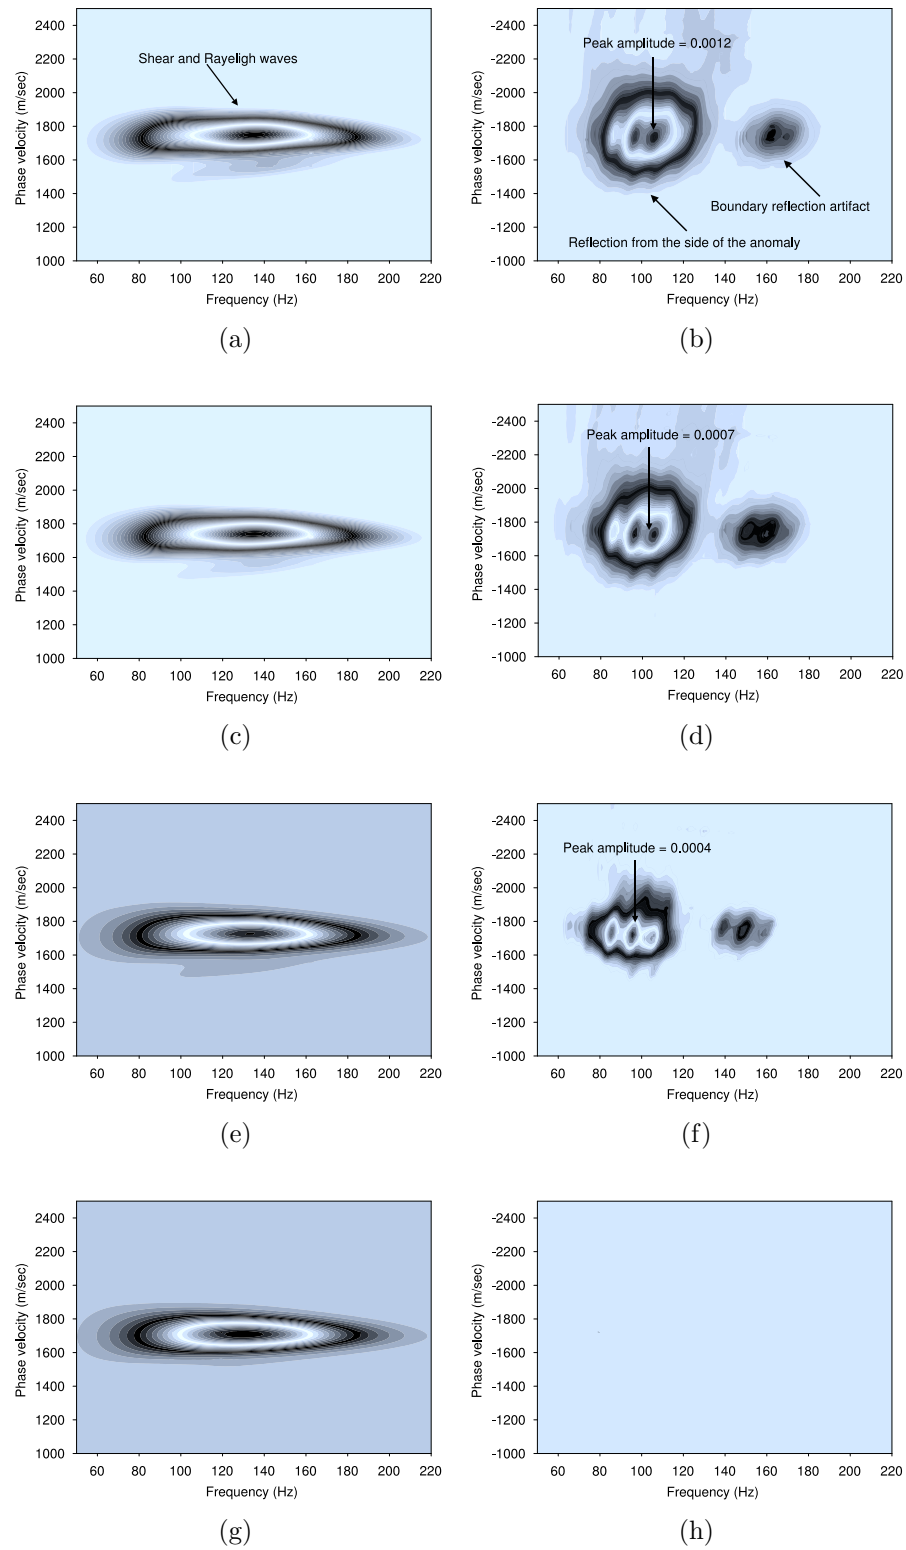 2400
2200
2000
1800
1600
1400
1200
1000
Phase velocity (m/sec)
Shear and Rayeligh waves
60 80 100 120 140 160 180 200 220
Frequency (Hz)
(a)
-2400
-2200
-2000
-1800
-1600
-1400
-1200
-1000
Phase velocity (m/sec)
Peak amplitude = 0.0012
Boundary reflection artifact
Reflection from the side of the anomaly
60 80 100 120 140 160 180 200 220
Frequency (Hz)
(b)
2400
2200
2000
1800
1600
1400
1200
1000
Phase velocity (m/sec)
60 80 100 120 140 160 180 200 220
Frequency (Hz)
(c)
-2400
-2200
-2000
-1800
-1600
-1400
-1200
-1000
Phase velocity (m/sec)
Peak amplitude = 0.0007
60 80 100 120 140 160 180 200 220
Frequency (Hz)
(d)
2400
2200
2000
1800
1600
1400
1200
1000
Phase velocity (m/sec)
60 80 100 120 140 160 180 200 220
Frequency (Hz)
(e)
-2400
-2200
-2000
-1800
-1600
-1400
-1200
-1000
Phase velocity (m/sec)
Peak amplitude = 0.0004
60 80 100 120 140 160 180 200 220
Frequency (Hz)
(f)
2400
2200
2000
1800
1600
1400
1200
1000
Phase velocity (m/sec)
60 80 100 120 140 160 180 200 220
Frequency (Hz)
(g)
-2400
-2200
-2000
-1800
-1600
-1400
-1200
-1000
Phase velocity (m/sec)
60 80 100 120 140 160 180 200 220
Frequency (Hz)
(h)